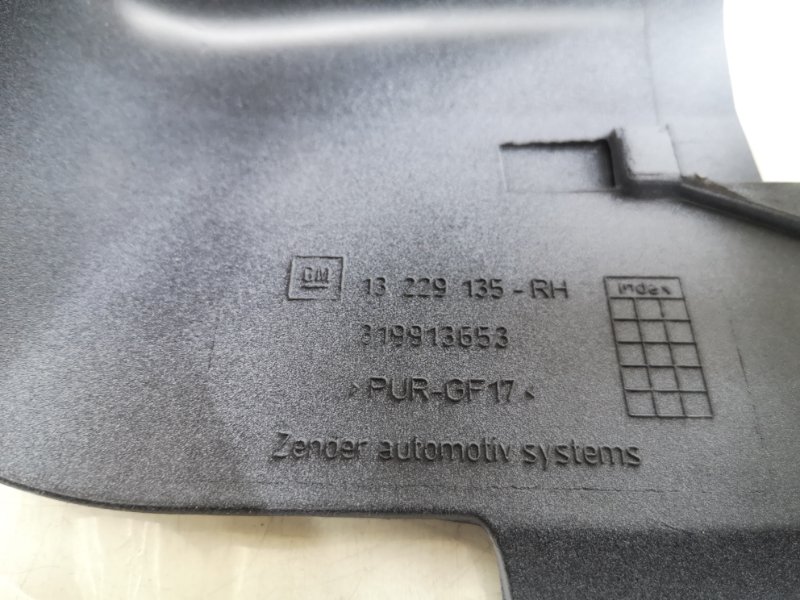 GM 13 229 135-RH
index
319913653
>PUR-GF17<
Zender automotiv systems